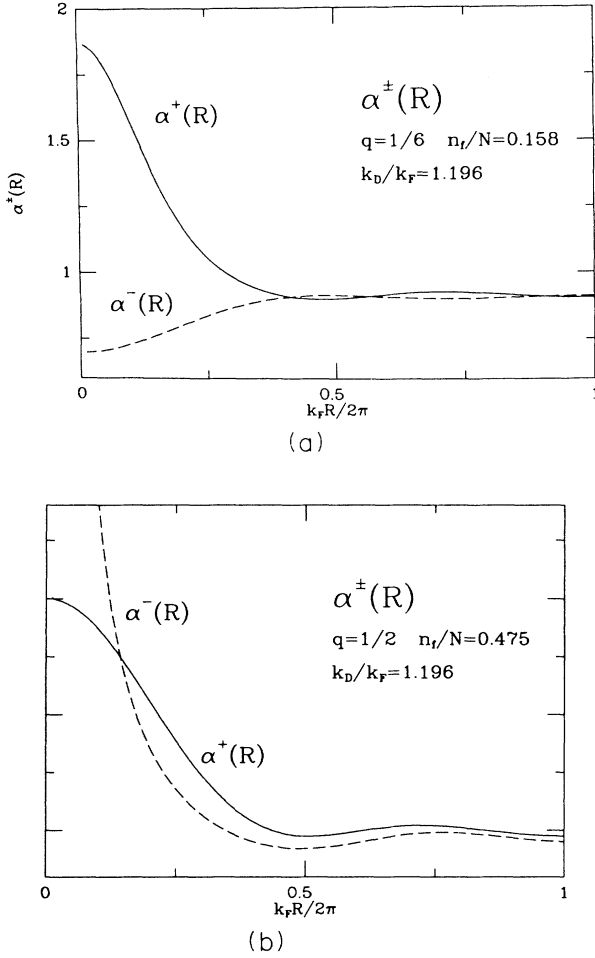 2
α⁺(R)
α±(R)
q=1/6 nf/N=0.158
1.5
kD/kF=1.196
α±(R)
1
α⁻(R)
0 0.5 1
kFR/2π
(a)
α±(R)
α⁻(R)
q=1/2 nf/N=0.475
kD/kF=1.196
α⁺(R)
0 0.5 1
kFR/2π
(b)